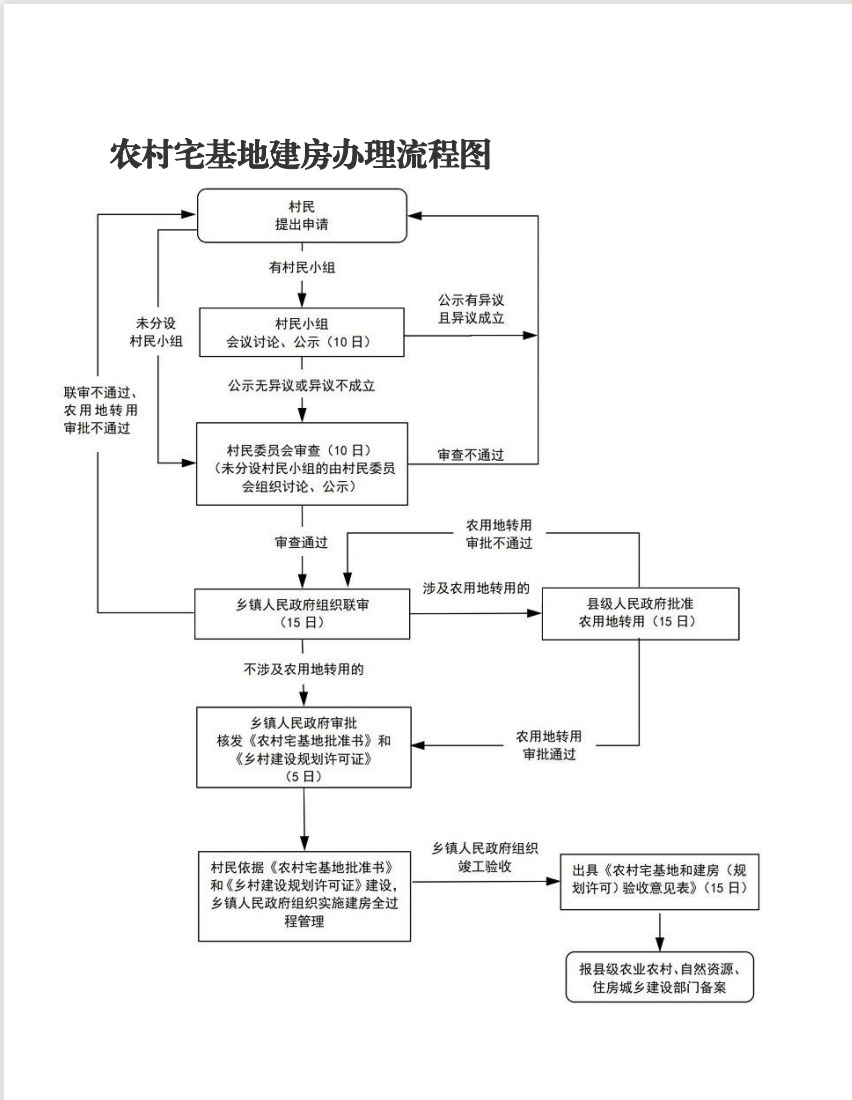 农村宅基地建房办理流程图
村民
提出申请
有村民小组
公示有异议
且异议成立
未分设
村民小组
村民小组
会议讨论、公示（10 日）
公示无异议或异议不成立
联审不通过、
农用地转用
审批不通过
村民委员会审查（10 日）
（未分设村民小组的由村民委员
会组织讨论、公示）
审查不通过
审查通过
农用地转用
审批不通过
涉及农用地转用的
乡镇人民政府组织联审
（15 日）
县级人民政府批准
农用地转用（15 日）
不涉及农用地转用的
乡镇人民政府审批
核发《农村宅基地批准书》和
《乡村建设规划许可证》
（5 日）
农用地转用
审批通过
村民依据《农村宅基地批准书》
和《乡村建设规划许可证》建设，
乡镇人民政府组织实施建房全过
程管理
乡镇人民政府组织
竣工验收
出具《农村宅基地和建房（规
划许可）验收意见表》（15 日）
报县级农业农村、自然资源、
住房城乡建设部门备案